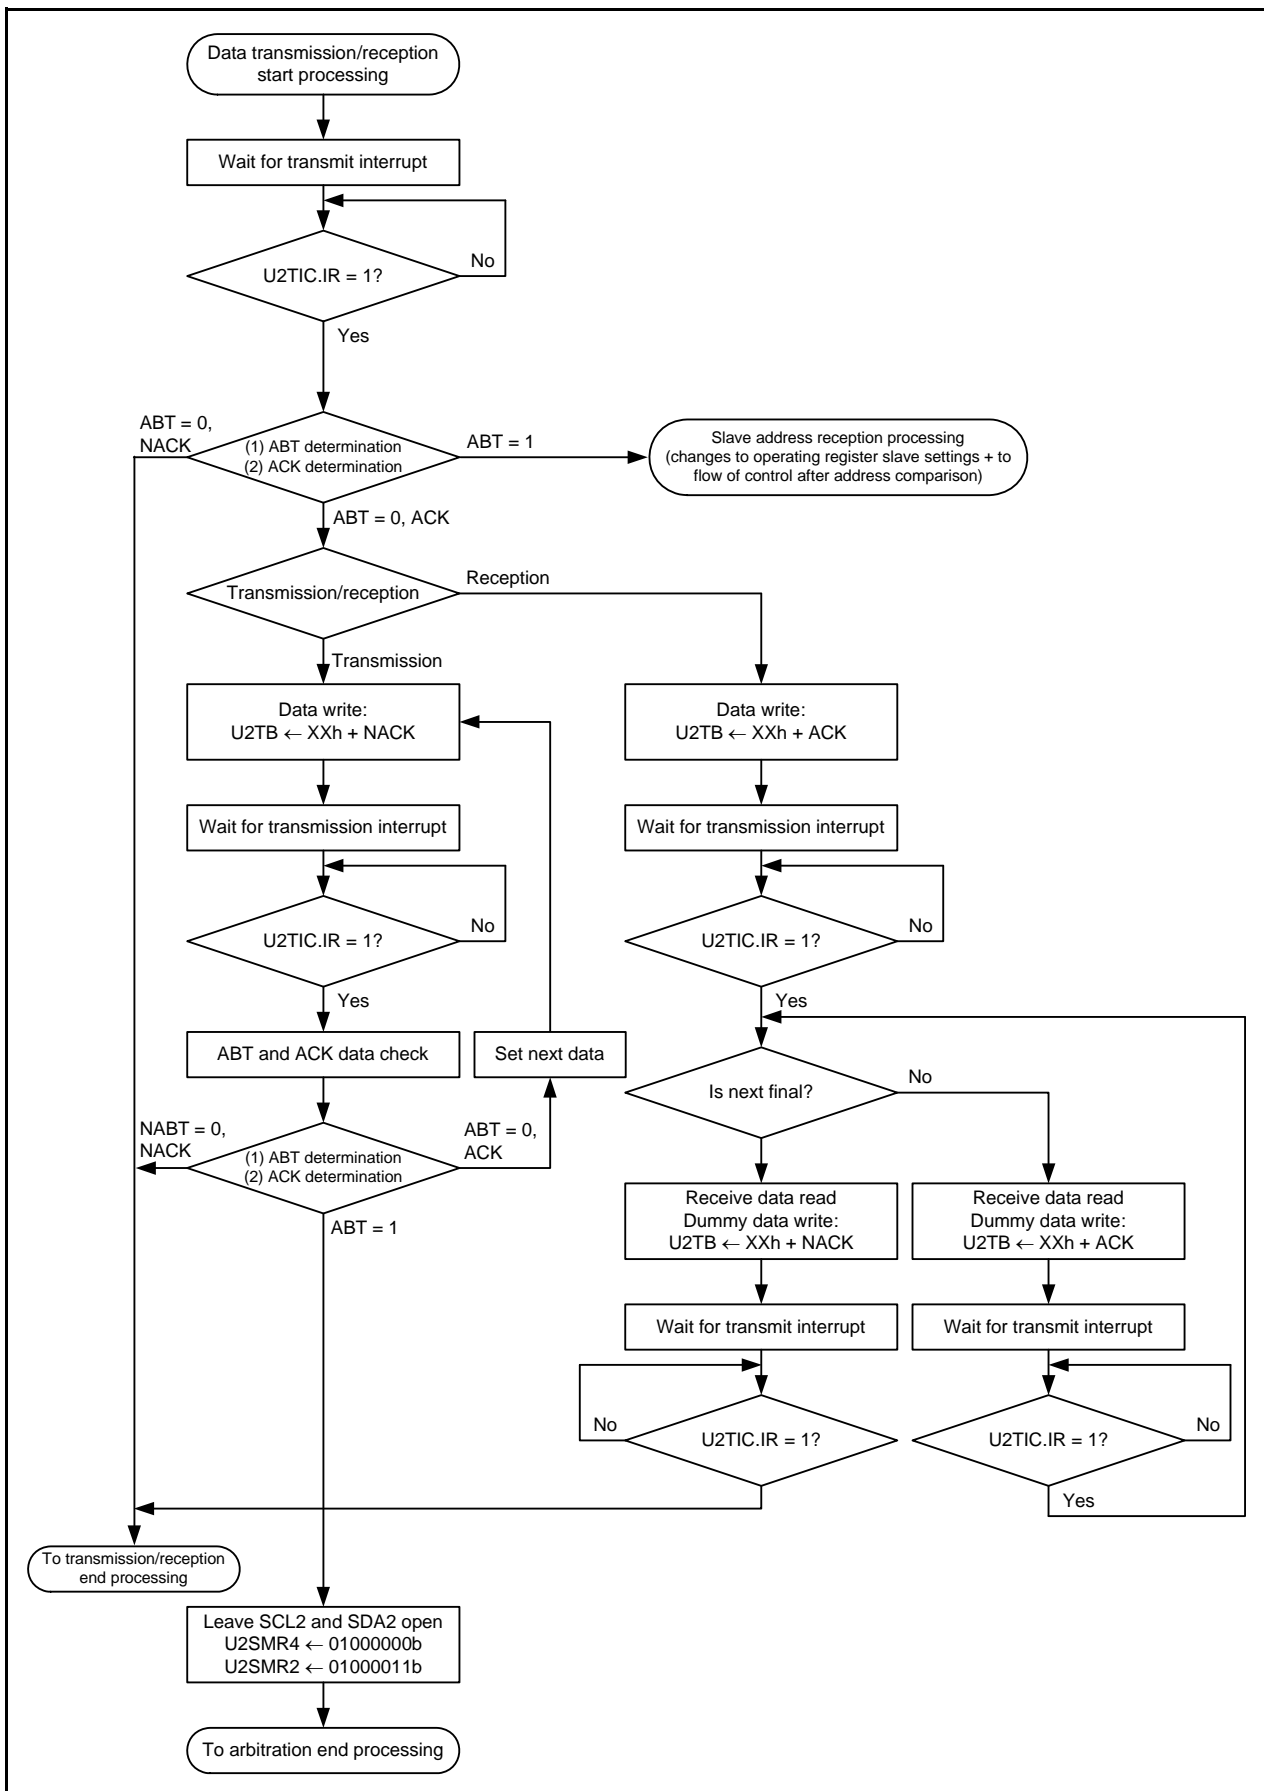 Data transmission/reception
start processing
Wait for transmit interrupt
U2TIC.IR = 1?
No
Yes
ABT = 0,
NACK
(1) ABT determination
(2) ACK determination
ABT = 1
Slave address reception processing
(changes to operating register slave settings + to
flow of control after address comparison)
ABT = 0, ACK
Transmission/reception
Reception
Transmission
Data write:
U2TB ← XXh + NACK
Data write:
U2TB ← XXh + ACK
Wait for transmission interrupt
Wait for transmission interrupt
U2TIC.IR = 1?
No
U2TIC.IR = 1?
No
Yes
Yes
ABT and ACK data check
Set next data
Is next final?
No
NABT = 0,
NACK
(1) ABT determination
(2) ACK determination
ABT = 0,
ACK
ABT = 1
Receive data read
Dummy data write:
U2TB ← XXh + NACK
Receive data read
Dummy data write:
U2TB ← XXh + ACK
Wait for transmit interrupt
Wait for transmit interrupt
No
U2TIC.IR = 1?
U2TIC.IR = 1?
No
Yes
To transmission/reception
end processing
Leave SCL2 and SDA2 open
U2SMR4 ← 01000000b
U2SMR2 ← 01000011b
To arbitration end processing